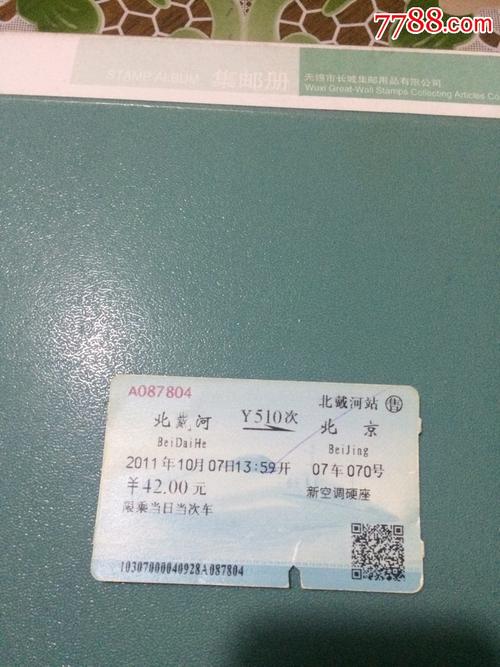 7788.com
STAMP ALBUM 集邮册 无锡市长城集邮用品有限公司
Wuxi Great-Wall Stamps Collecting Articles Co
A087804
北戴河站 售
北戴河 Y510次 北京
BeiDaiHe BeiJing
2011年10月07日13:59开 07车070号
￥42.00元 新空调硬座
限乘当日当次车
10307000040928A087804